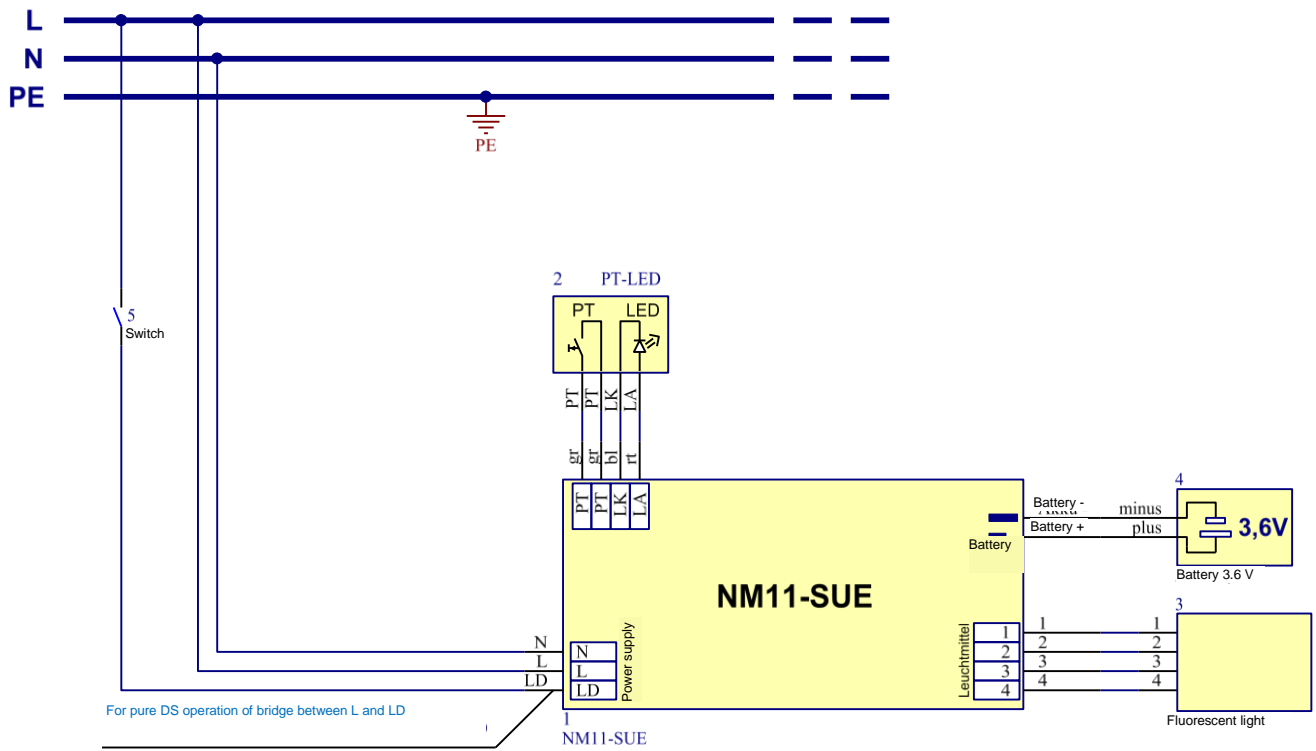 L
N
PE
PE
2 PT-LED
PT LED
5
Switch
PT PT LK LA
gr gr bl rt
PT PT LK LA
4
Battery - minus
Battery + plus
Battery
3,6V
Battery 3.6 V
NM11-SUE
3
N N
L L
LD LD
Power supply
Leuchtmittel
1 1 1
2 2 2
3 3 3
4 4 4
Fluorescent light
For pure DS operation of bridge between L and LD
1
NM11-SUE